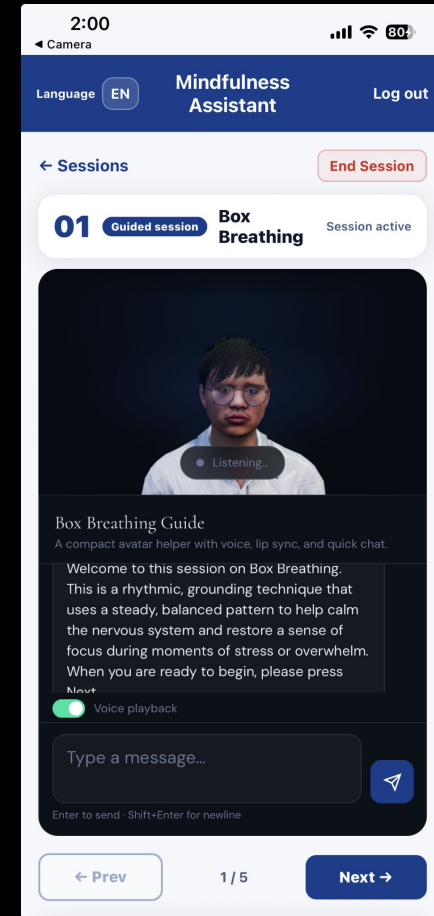 2:00
80
◀ Camera
Language EN
Mindfulness
Assistant
Log out
← Sessions
End Session
01
Guided session
Box
Breathing
Session active
Listening...
Box Breathing Guide
A compact avatar helper with voice, lip sync, and quick chat.
Welcome to this session on Box Breathing.
This is a rhythmic, grounding technique that
uses a steady, balanced pattern to help calm
the nervous system and restore a sense of
focus during moments of stress or overwhelm.
When you are ready to begin, please press
Next
Voice playback
Type a message...
Enter to send · Shift+Enter for newline
← Prev
1 / 5
Next →